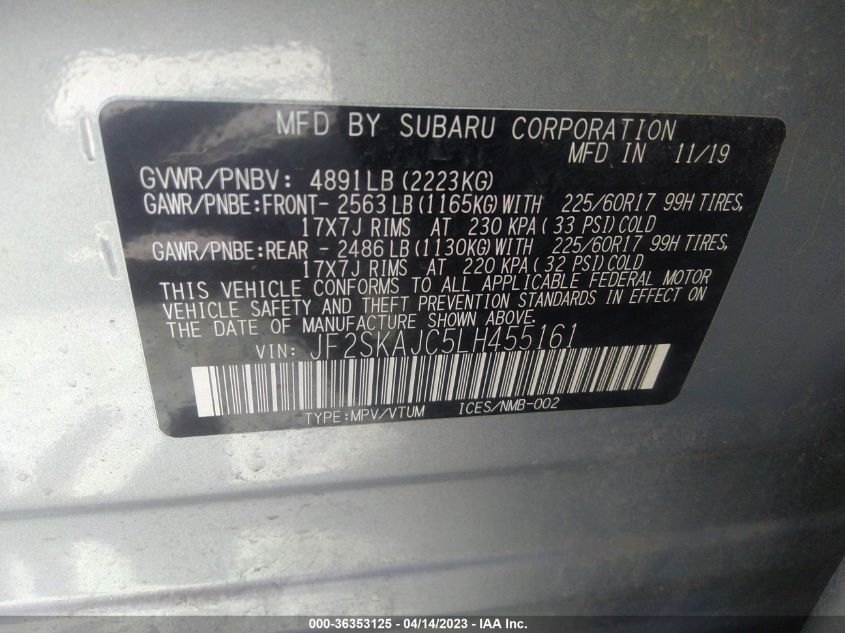 MFD BY SUBARU CORPORATION
MFD IN 11/19
GVWR/PNBV: 4891LB (2223KG)
GAWR/PNBE:FRONT- 2563LB (1165KG) WITH 225/60R17 99H TIRES,
17X7J RIMS AT 230 KPA( 33 PSI) COLD
GAWR/PNBE:REAR - 2486LB (1130KG) WITH 225/60R17 99H TIRES,
17X7J RIMS AT 220 KPA( 32 PSI) COLD
THIS VEHICLE CONFORMS TO ALL APPLICABLE FEDERAL MOTOR
VEHICLE SAFETY AND THEFT PREVENTION STANDARDS IN EFFECT ON
THE DATE OF MANUFACTURE SHOWN ABOVE.
VIN: JF2SKAJC5LH455161
TYPE:MPV/VTUM ICES/NMB-002
000-36353125 - 04/14/2023 - IAA Inc.